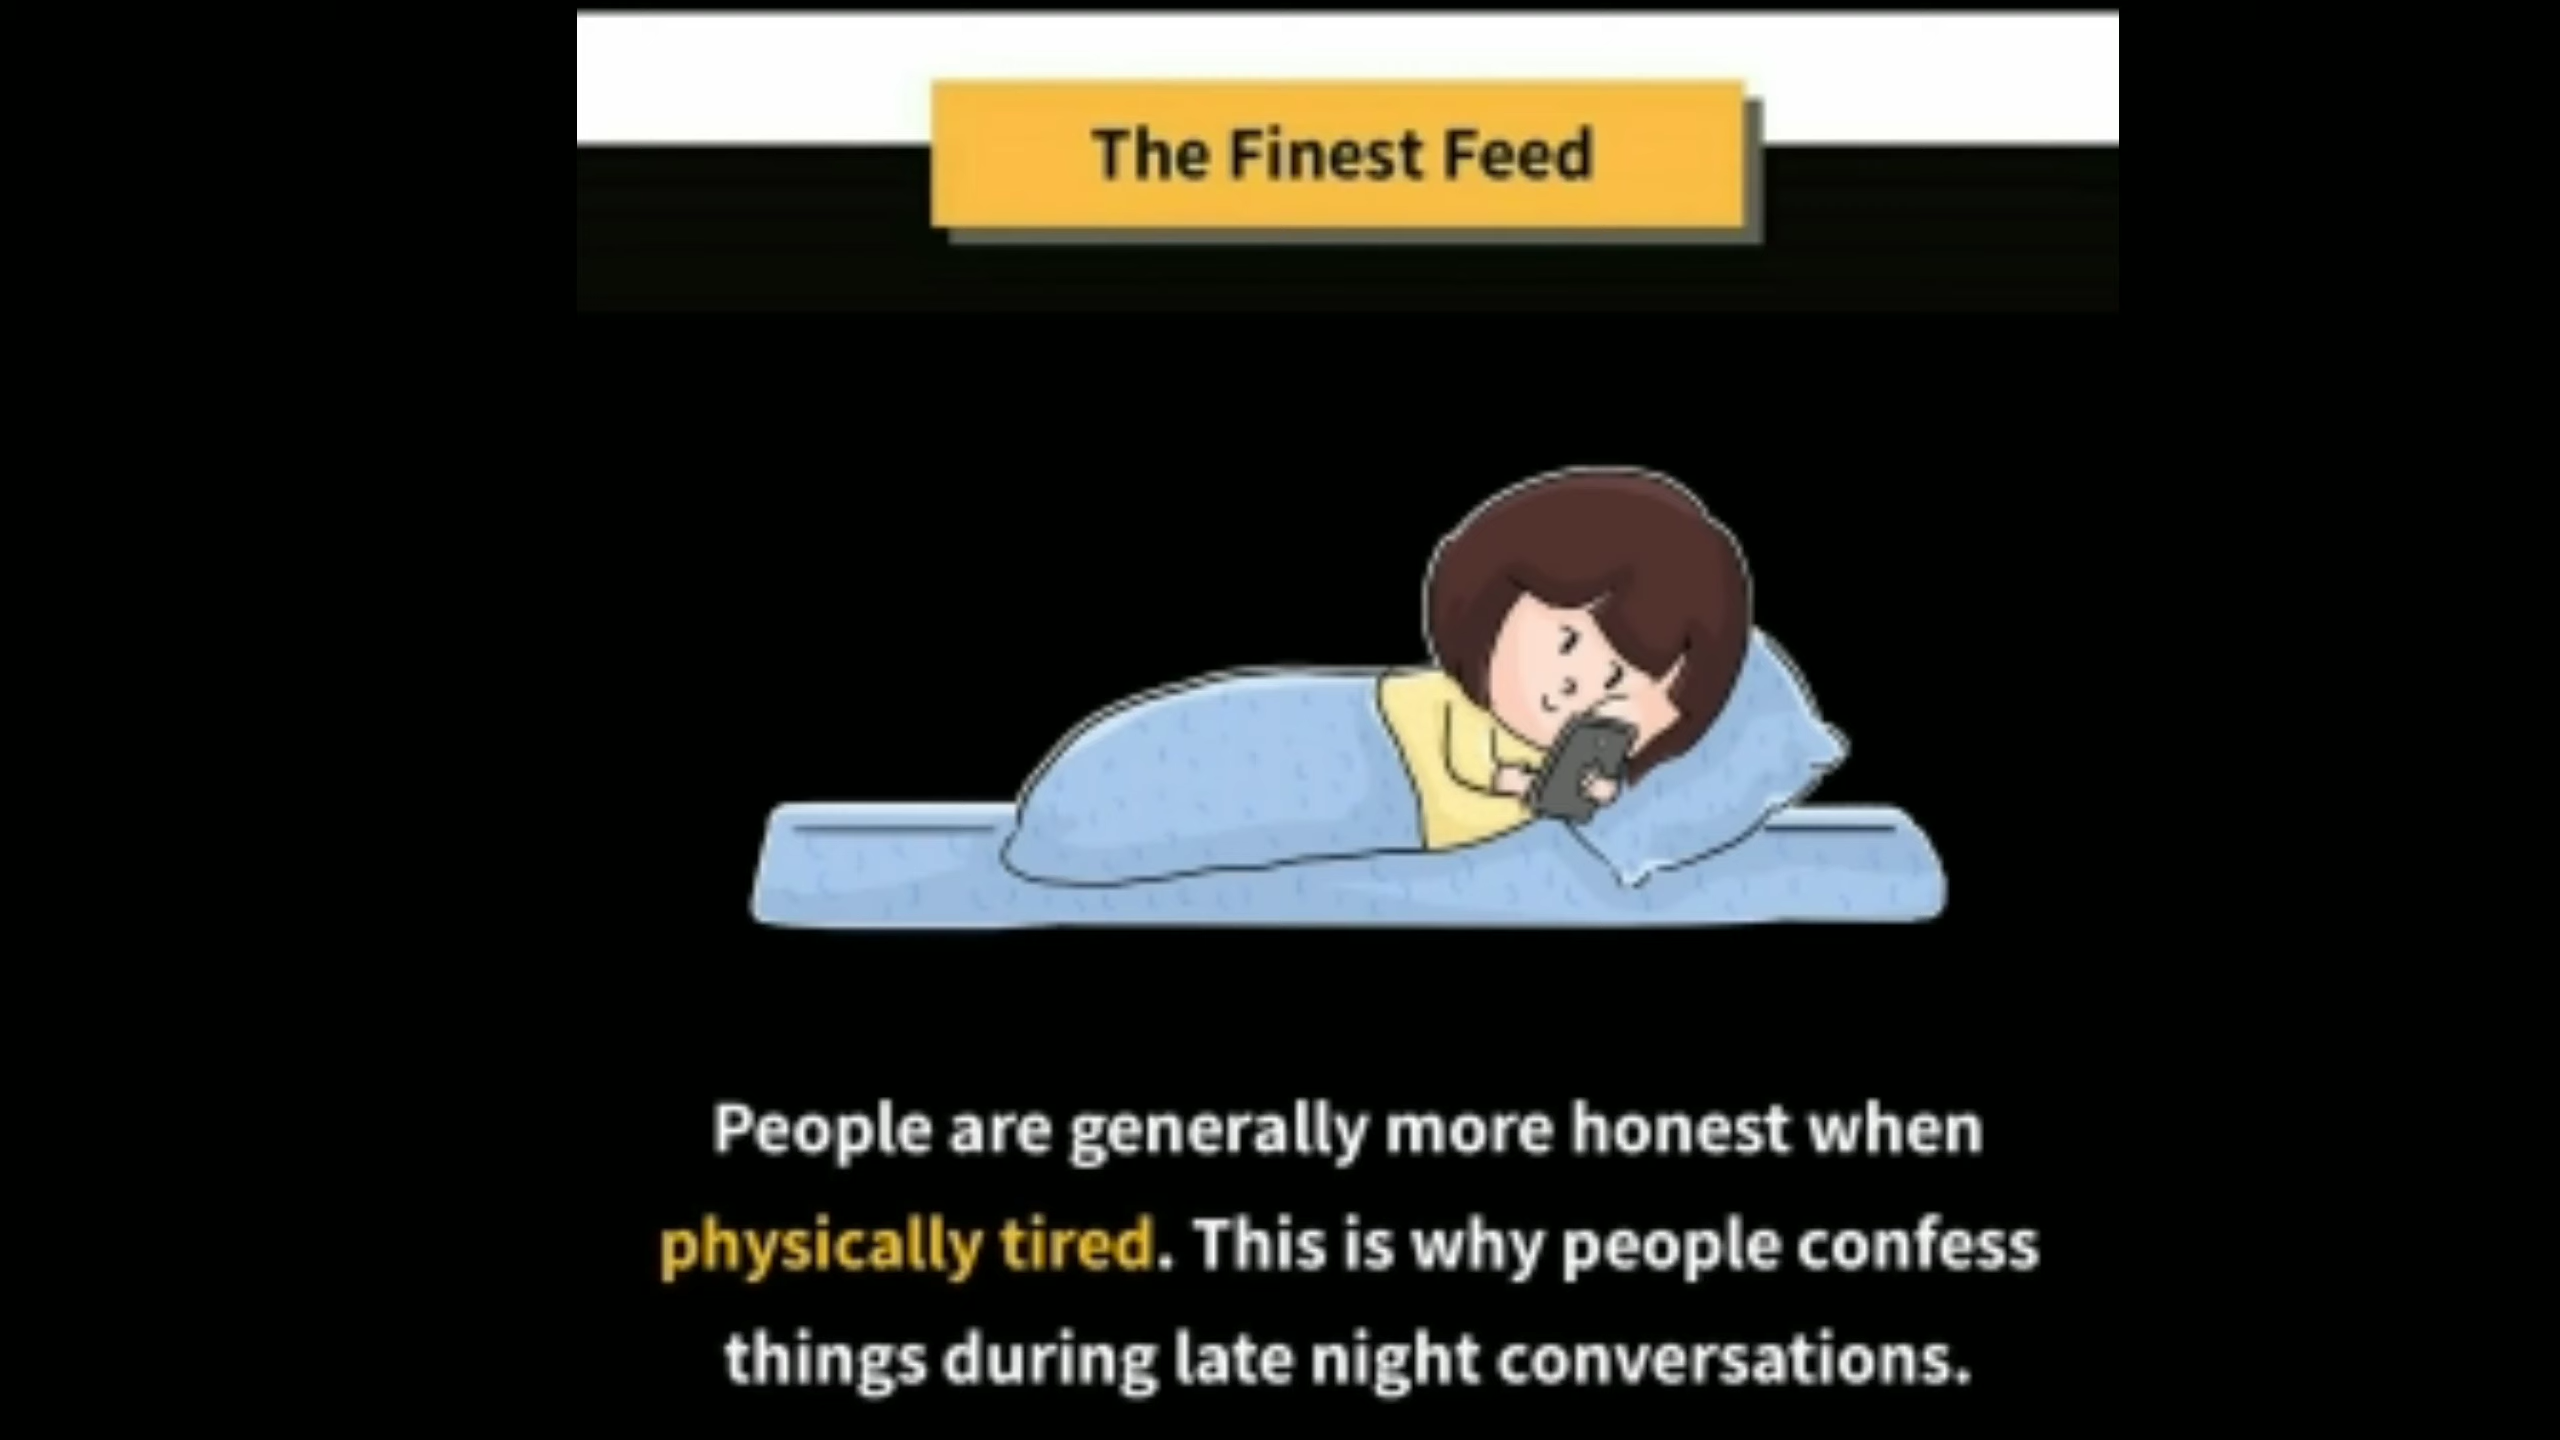 The Finest Feed
People are generally more honest when
physically tired. This is why people confess
things during late night conversations.